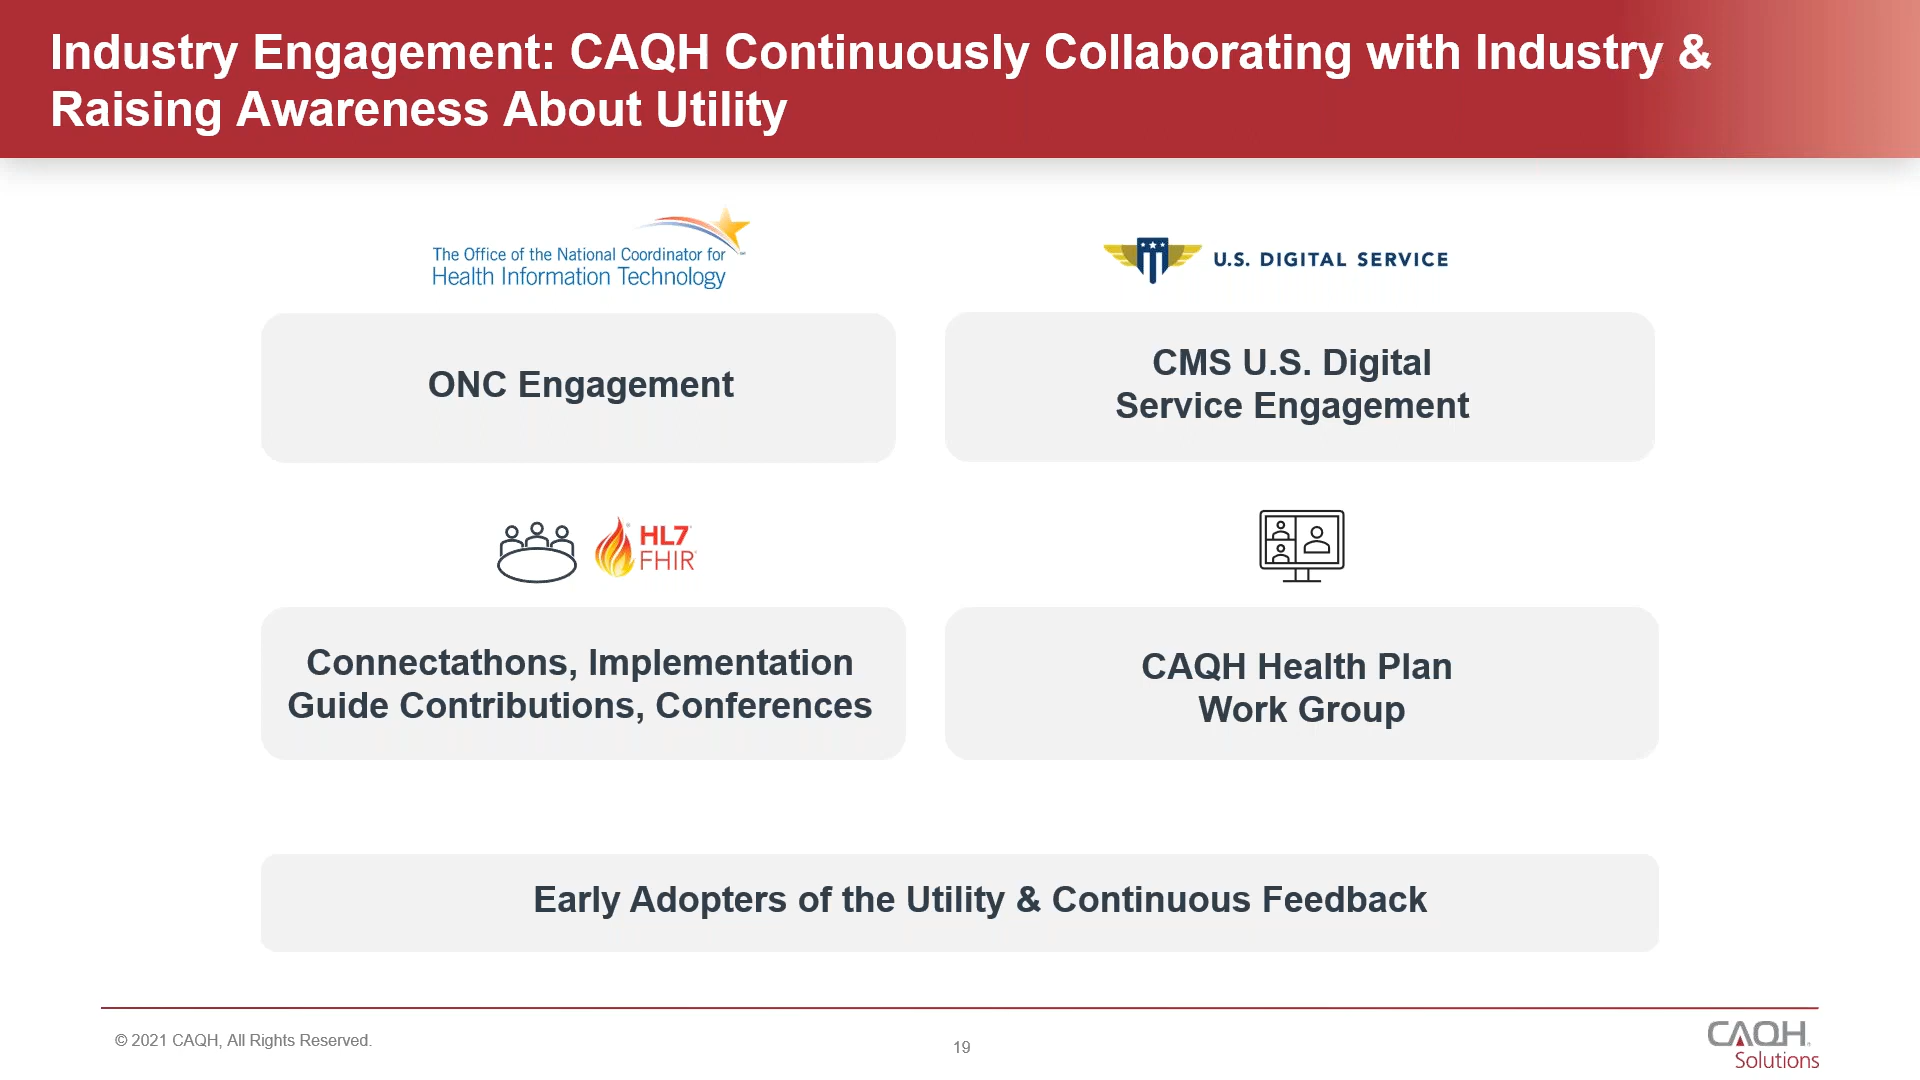 Industry Engagement: CAQH Continuously Collaborating with Industry &
Raising Awareness About Utility
The Office of the National Coordinator for
Health Information Technology
U.S. DIGITAL SERVICE
ONC Engagement
CMS U.S. Digital
Service Engagement
HL7
FHIR
Connectathons, Implementation
Guide Contributions, Conferences
CAQH Health Plan
Work Group
Early Adopters of the Utility & Continuous Feedback
© 2021 CAQH, All Rights Reserved.
19
CAQH
Solutions